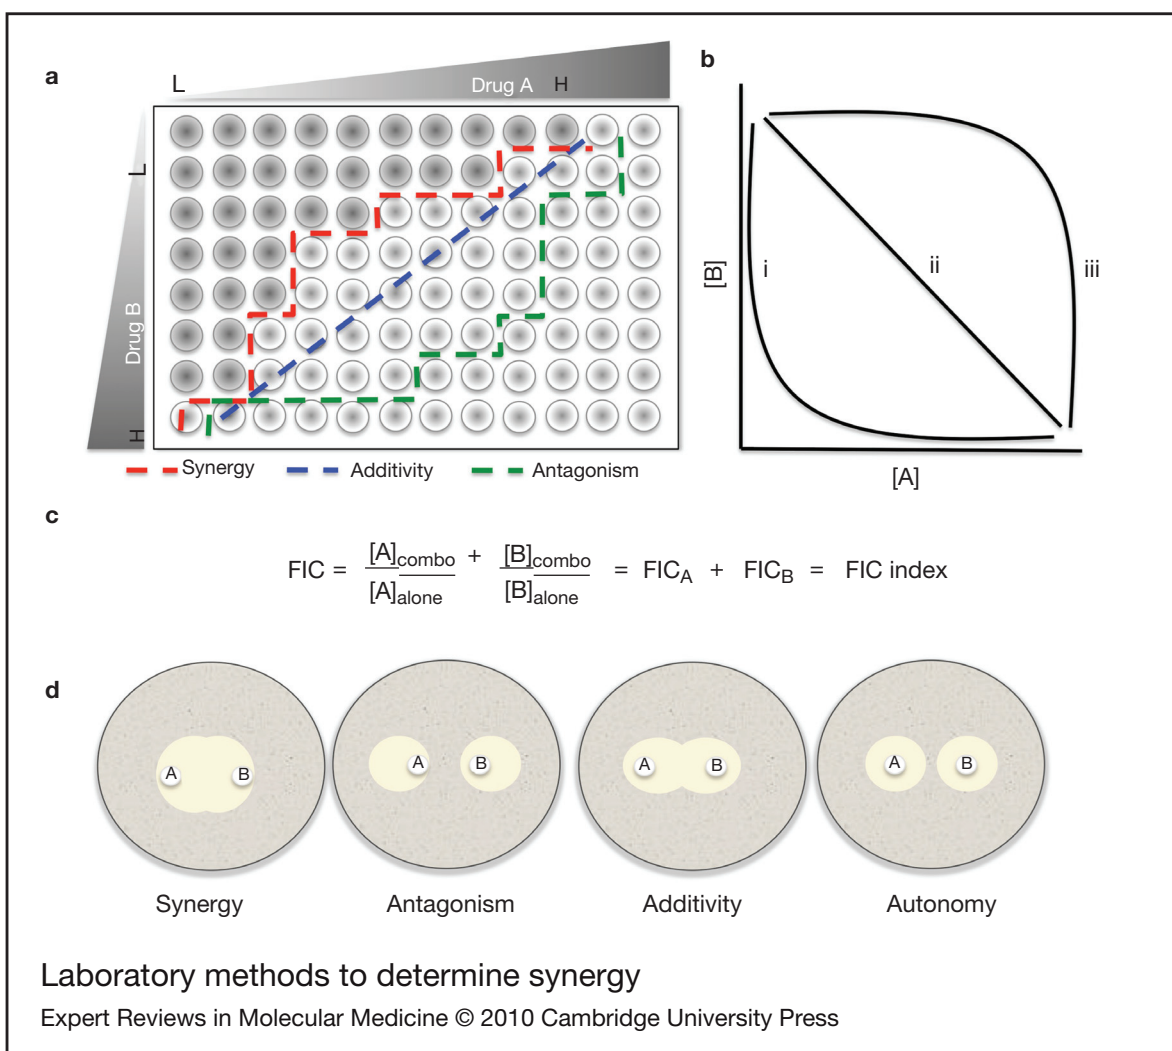 a
L
Drug A H
L
Drug B
H
Synergy Additivity Antagonism
b
[B]
i
ii
iii
[A]
c
FIC = [A]combo / [A]alone + [B]combo / [B]alone = FICA + FICB = FIC index
d
A B
A B
A B
A B
Synergy Antagonism Additivity Autonomy
Laboratory methods to determine synergy
Expert Reviews in Molecular Medicine © 2010 Cambridge University Press